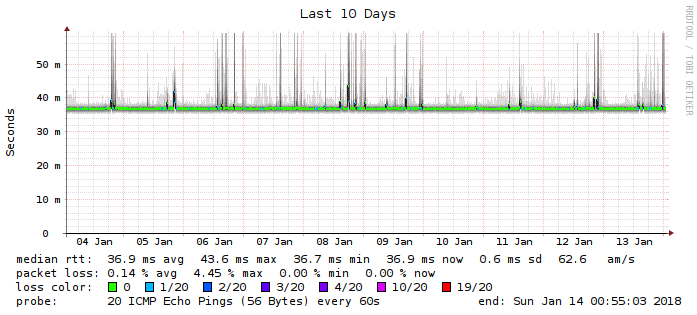 Last 10 Days
RRDTOOL / TOBI OETIKER
Seconds
50 m
40 m
30 m
20 m
10 m
0
04 Jan 05 Jan 06 Jan 07 Jan 08 Jan 09 Jan 10 Jan 11 Jan 12 Jan 13 Jan
median rtt: 36.9 ms avg 43.6 ms max 36.7 ms min 36.9 ms now 0.6 ms sd 62.6 am/s
packet loss: 0.14 % avg 4.45 % max 0.00 % min 0.00 % now
loss color: 0 1/20 2/20 3/20 4/20 10/20 19/20
probe: 20 ICMP Echo Pings (56 Bytes) every 60s end: Sun Jan 14 00:55:03 2018